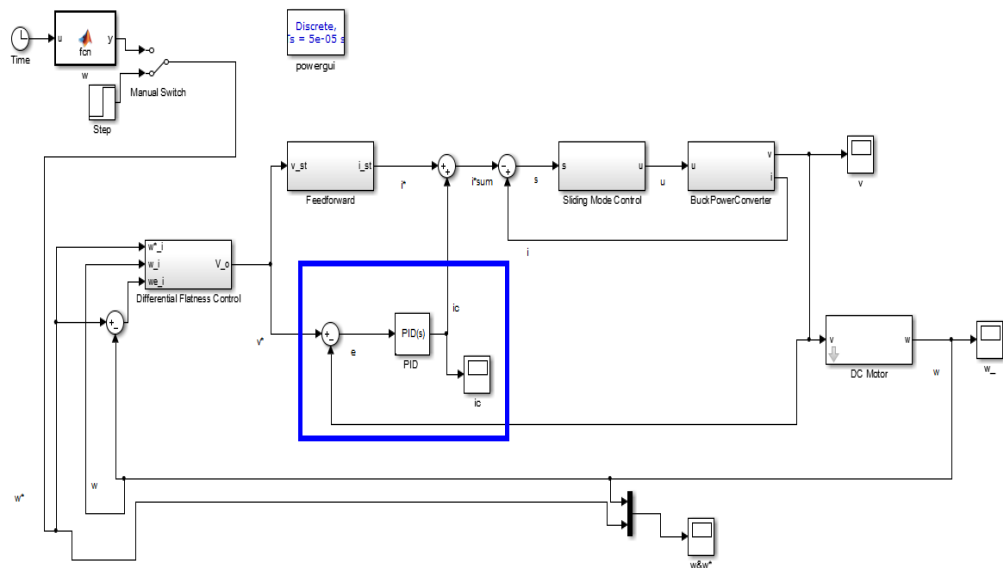 Discrete,
Ts = 5e-05 s
powergui
Time
u
fcn
y
w
Step
Manual Switch
v_st
i_st
Feedforward
i*
+
+
i*sum
-
+
s
s
u
Sliding Mode Control
u
u
v
i
BuckPowerConverter
v
i
w*_i
w_i
we_i
V_o
Differential Flatness Control
+
-
v*
+
-
e
PID(s)
PID
ic
ic
v
w
DC Motor
w
w_
w*
w
w&w*